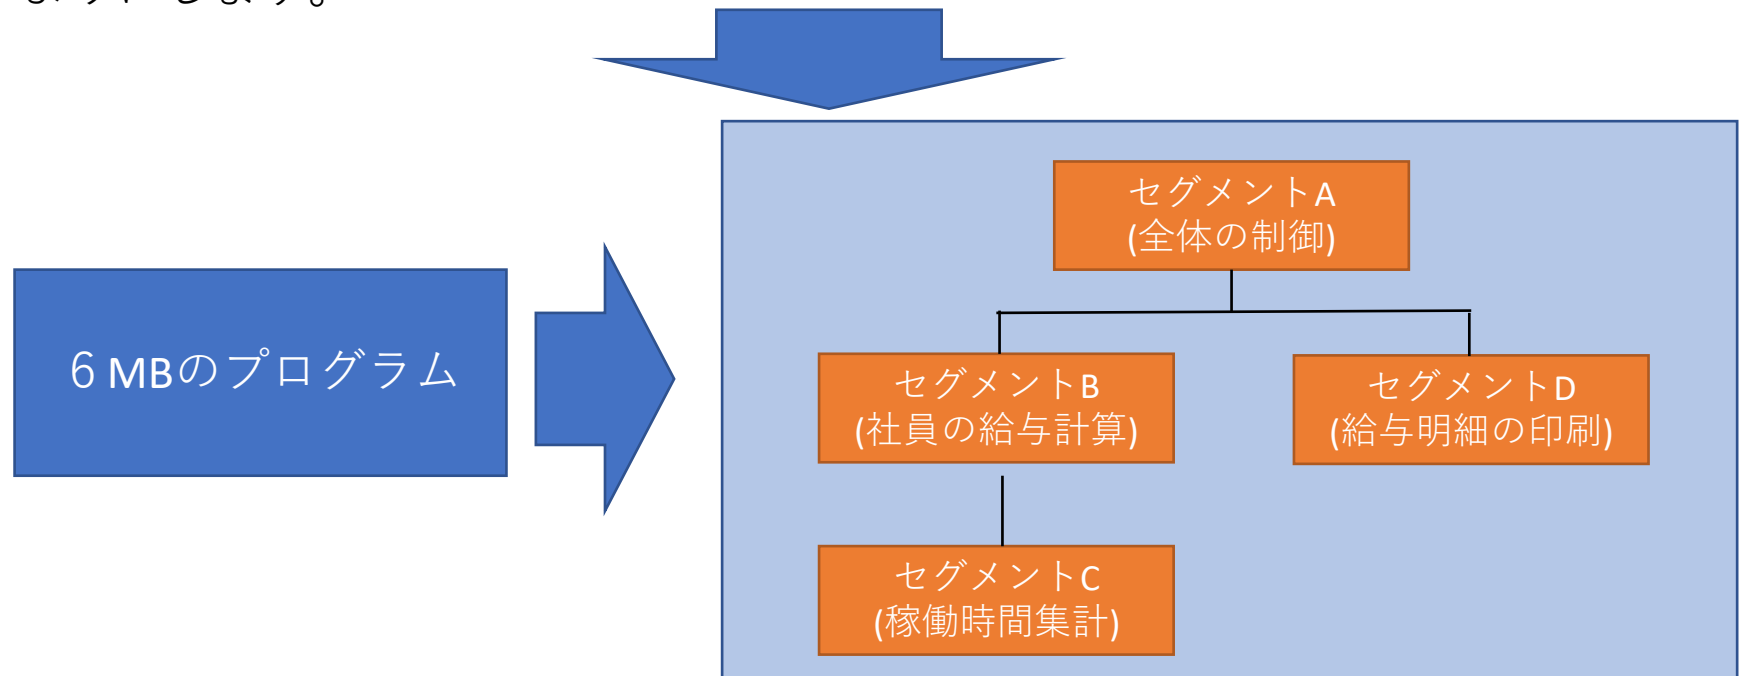 します。
セグメントA
(全体の制御)
6 MBのプログラム
セグメントB
(社員の給与計算)
セグメントD
(給与明細の印刷)
セグメントC
(稼働時間集計)